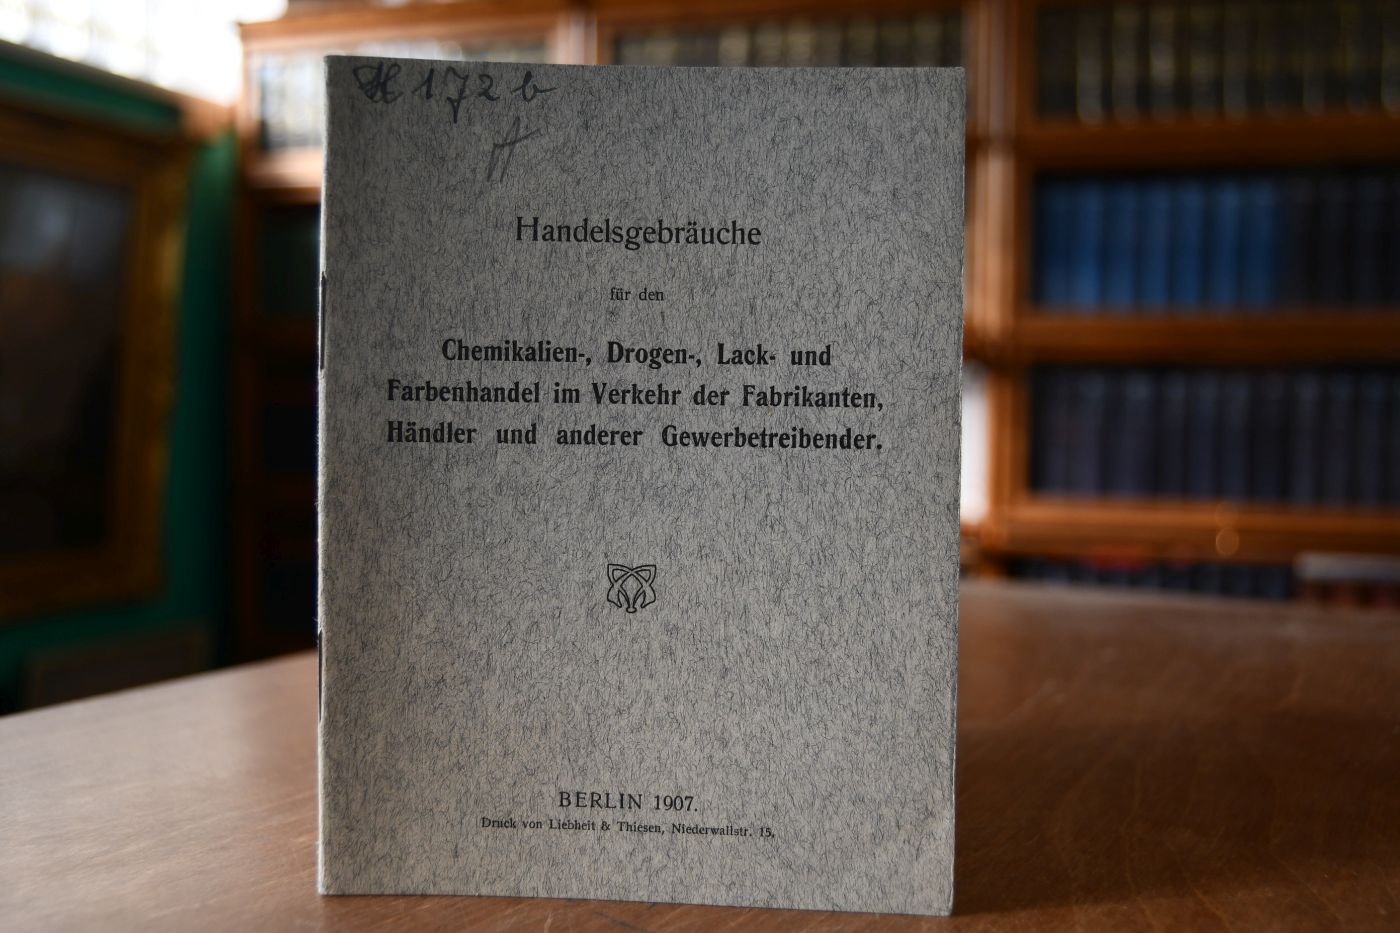 H 172 b
Handelsgebräuche
für den
Chemikalien-, Drogen-, Lack- und
Farbenhandel im Verkehr der Fabrikanten,
Händler und anderer Gewerbetreibender.
BERLIN 1907.
Druck von Liebheit & Thiesen, Niederwallstr. 15.